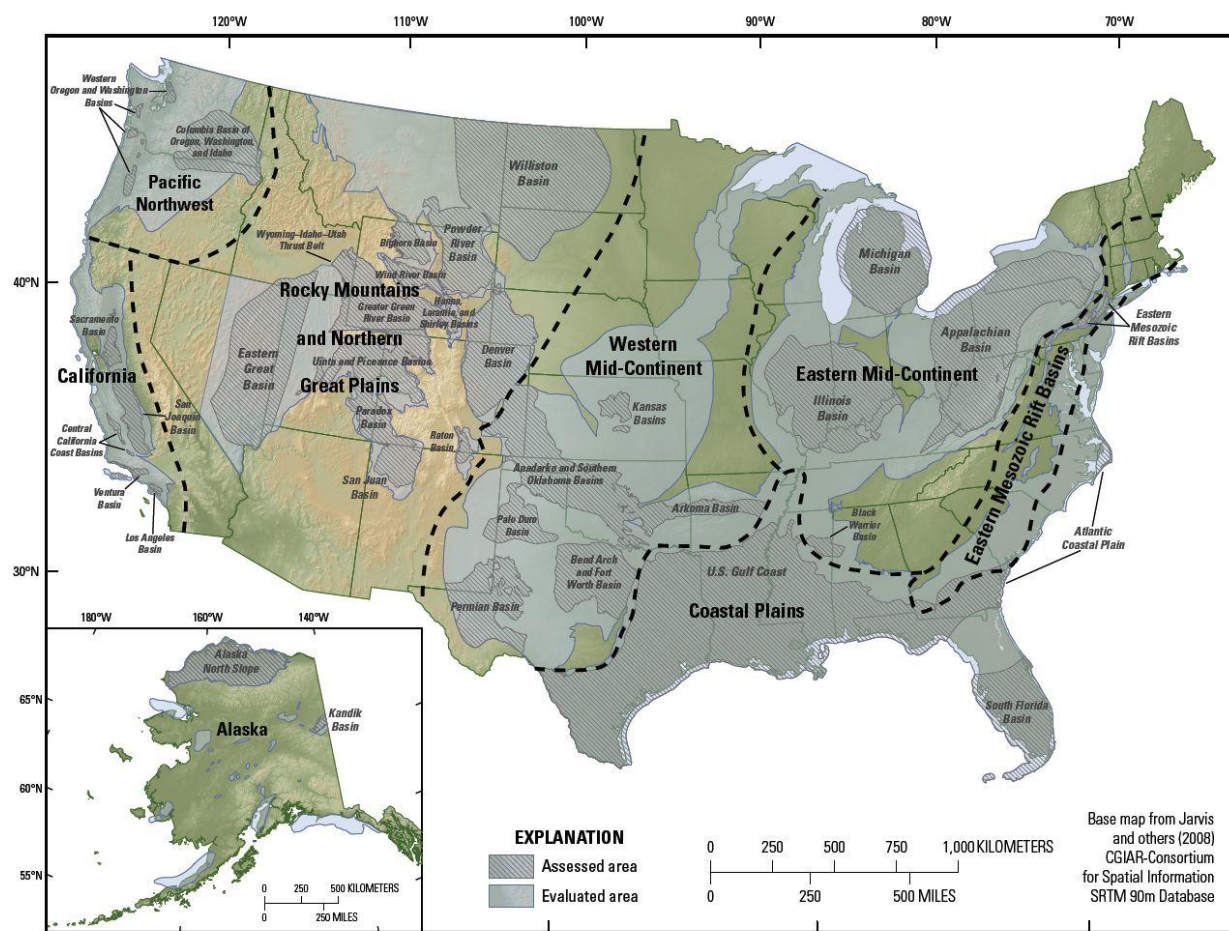 120°W
110°W
100°W
90°W
80°W
70°W
40°N
30°N
Western
Oregon and Washington
Basins
Columbia Basin of
Oregon, Washington,
and Idaho
Pacific
Northwest
Williston
Basin
Wyoming–Idaho–Utah
Thrust Belt
Bighorn Basin
Powder
River
Basin
Wind River Basin
Rocky Mountains
and Northern
Great Plains
Greater Green
River Basin
Hanna,
Laramie, and
Shirley Basins
Sacramento
Basin
California
Eastern
Great
Basin
Uinta and Piceance Basins
Denver
Basin
Paradox
Basin
San
Joaquin
Basin
Central
California
Coast Basins
Raton
Basin
San Juan
Basin
Ventura
Basin
Los Angeles
Basin
Western
Mid-Continent
Kansas
Basins
Anadarko and Southern
Oklahoma Basins
Palo Duro
Basin
Arkoma Basin
Bend Arch
and Fort
Worth Basin
Permian Basin
Michigan
Basin
Appalachian
Basin
Eastern
Mesozoic
Rift Basins
Eastern Mid-Continent
Illinois
Basin
Eastern Mesozoic Rift Basins
Black
Warrior
Basin
Atlantic
Coastal Plain
U.S. Gulf Coast
Coastal Plains
South Florida
Basin
180°W
160°W
140°W
65°N
60°N
55°N
Alaska
North Slope
Kandik
Basin
Alaska
0 250 500 KILOMETERS
0 250 MILES
EXPLANATION
Assessed area
Evaluated area
0 250 500 750 1,000 KILOMETERS
0 250 500 MILES
Base map from Jarvis
and others (2008)
CGIAR-Consortium
for Spatial Information
SRTM 90m Database